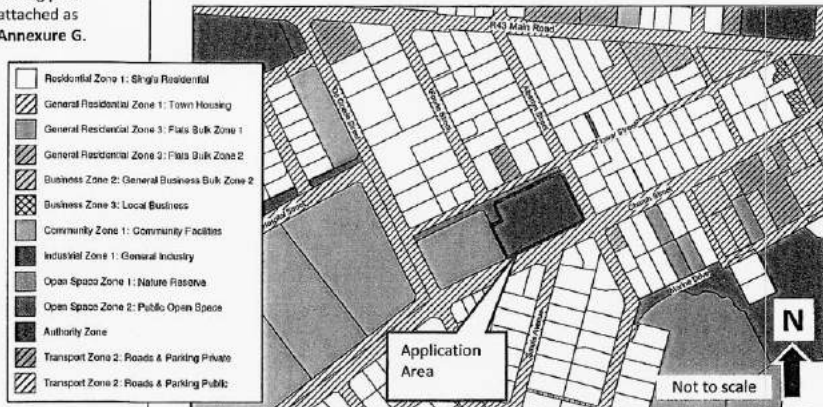 attached as
Annexure G.
Residential Zone 1: Single Residential
General Residential Zone 1: Town Housing
General Residential Zone 3: Flats Bulk Zone 1
General Residential Zone 3: Flats Bulk Zone 2
Business Zone 2: General Business Bulk Zone 2
Business Zone 3: Local Business
Community Zone 1: Community Facilities
Industrial Zone 1: General Industry
Open Space Zone 1: Nature Reserve
Open Space Zone 2: Public Open Space
Authority Zone
Transport Zone 2: Roads & Parking Private
Transport Zone 2: Roads & Parking Public
R43 Main Road
Hospital Street
Church Street
Marine Drive
Application
Area
N
Not to scale